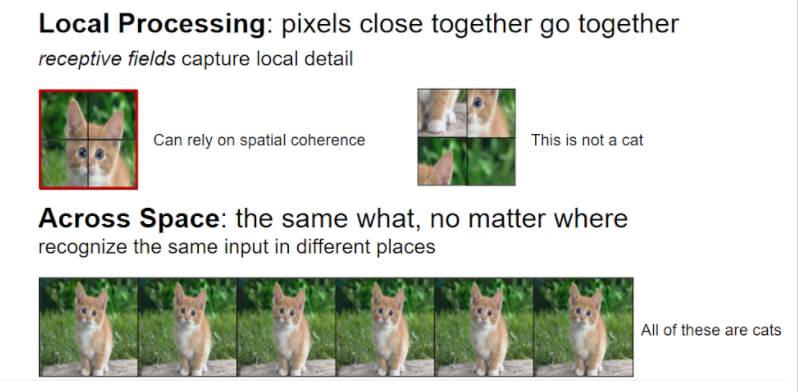 Local Processing: pixels close together go together
receptive fields capture local detail
Can rely on spatial coherence
This is not a cat
Across Space: the same what, no matter where
recognize the same input in different places
All of these are cats